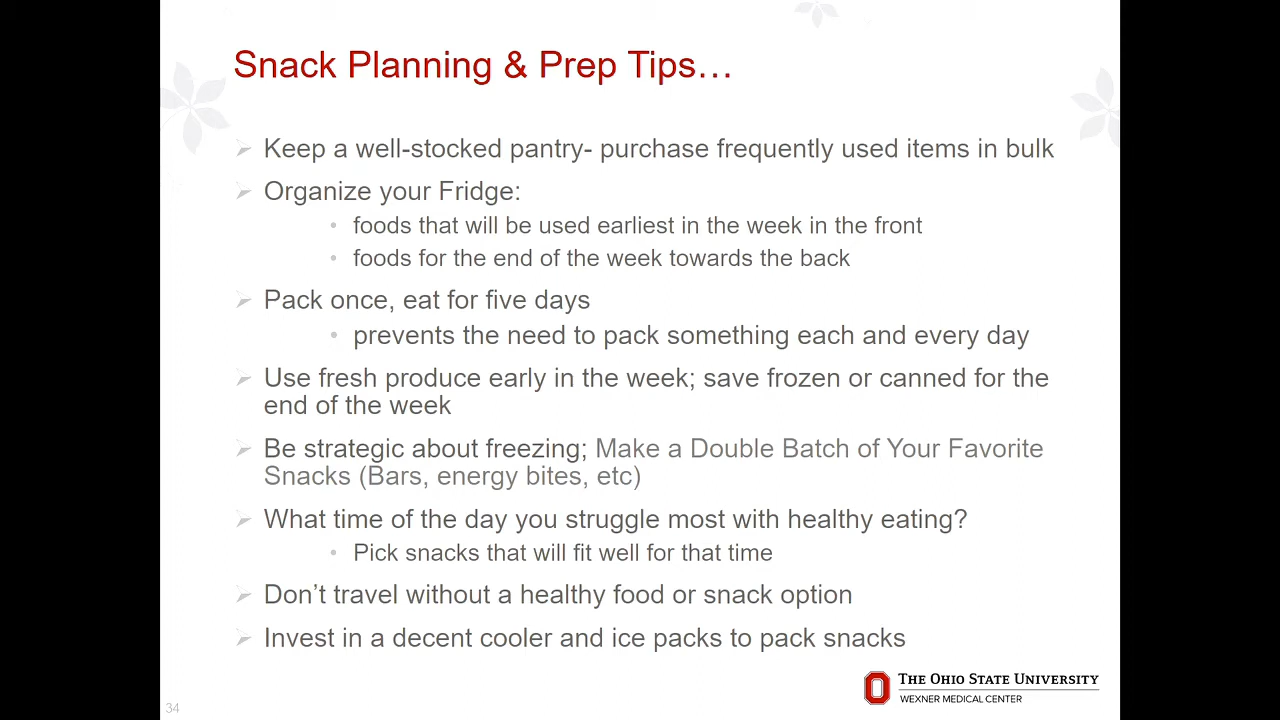 Snack Planning & Prep Tips…
Keep a well-stocked pantry- purchase frequently used items in bulk
Organize your Fridge:
foods that will be used earliest in the week in the front
foods for the end of the week towards the back
Pack once, eat for five days
prevents the need to pack something each and every day
Use fresh produce early in the week; save frozen or canned for the
end of the week
Be strategic about freezing; Make a Double Batch of Your Favorite
Snacks (Bars, energy bites, etc)
What time of the day you struggle most with healthy eating?
Pick snacks that will fit well for that time
Don’t travel without a healthy food or snack option
Invest in a decent cooler and ice packs to pack snacks
THE OHIO STATE UNIVERSITY
WEXNER MEDICAL CENTER
34